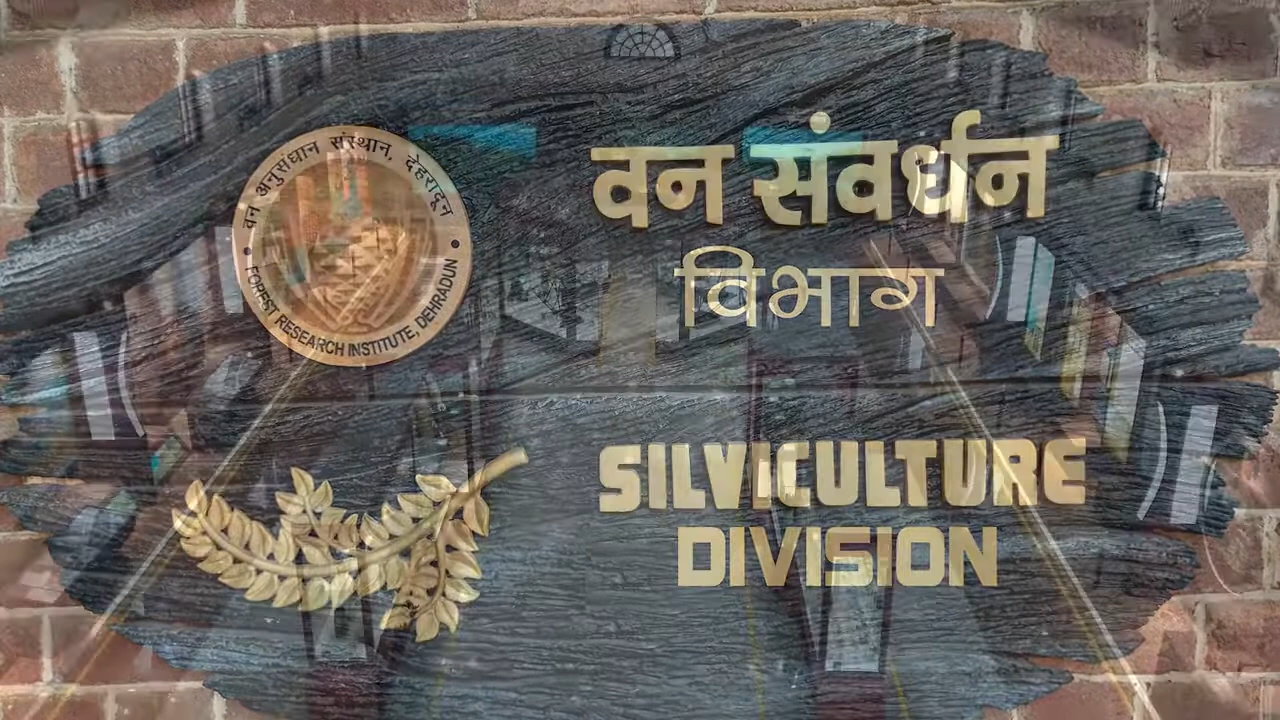 वन अनुसंधान संस्थान, देहरादून
FOREST RESEARCH INSTITUTE, DEHRADUN
वन संवर्धन
विभाग
SILVICULTURE
DIVISION